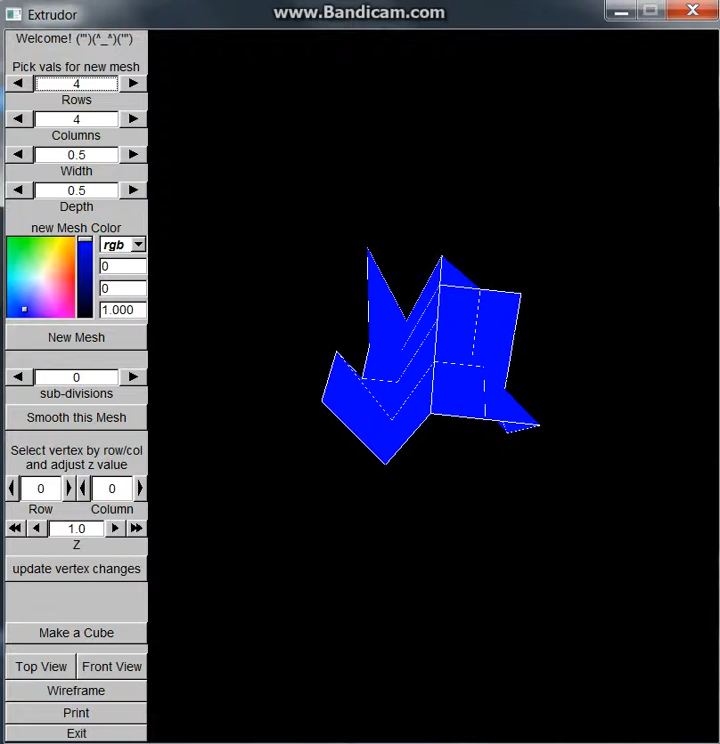 Extrudor
www.Bandicam.com
Welcome! (''')(^_^)(''')
Pick vals for new mesh
4
Rows
4
Columns
0.5
Width
0.5
Depth
new Mesh Color
rgb
0
0
1.000
New Mesh
0
sub-divisions
Smooth this Mesh
Select vertex by row/col
and adjust z value
0 0
Row Column
1.0
Z
update vertex changes
Make a Cube
Top View Front View
Wireframe
Print
Exit